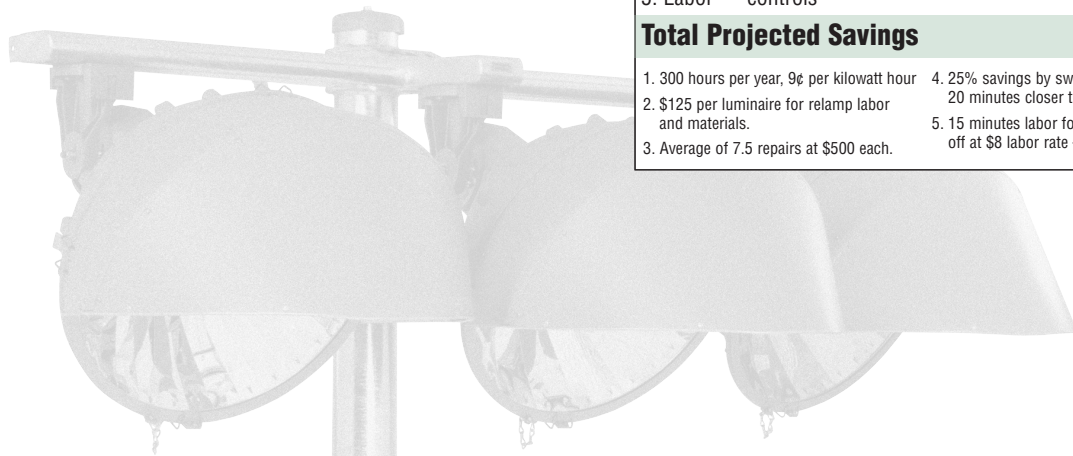 Total Projected Savings
1. 300 hours per year, 9¢ per kilowatt hour
2. $125 per luminaire for relamp labor
and materials.
3. Average of 7.5 repairs at $500 each.
4. 25% savings by sw
20 minutes closer t
5. 15 minutes labor fo
off at $8 labor rate